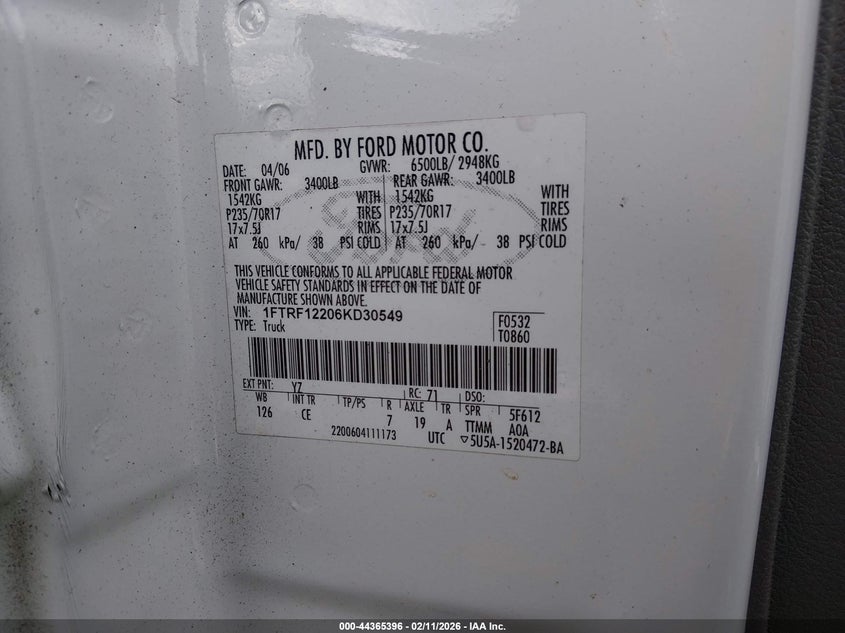 MFD. BY FORD MOTOR CO.
DATE: 04/06 GVWR: 6500LB/ 2948KG
FRONT GAWR: 3400LB REAR GAWR: 3400LB
1542KG WITH 1542KG WITH
P235/70R17 TIRES P235/70R17 TIRES
17x7.5J RIMS 17x7.5J RIMS
AT 260 kPa/ 38 PSI COLD AT 260 kPa/ 38 PSI COLD
Ford
THIS VEHICLE CONFORMS TO ALL APPLICABLE FEDERAL MOTOR
VEHICLE SAFETY STANDARDS IN EFFECT ON THE DATE OF
MANUFACTURE SHOWN ABOVE.
VIN: 1FTRF12206KD30549 F0532
TYPE: Truck T0860
EXT PNT: YZ RC: 71 DSO:
WB INT TR TP/PS R AXLE TR SPR 5F612
126 CE 7 19 A TTMM A0A
2200604111173 UTC ▽5U5A-1520472-BA
000-44365396 - 02/11/2026 - IAA Inc.